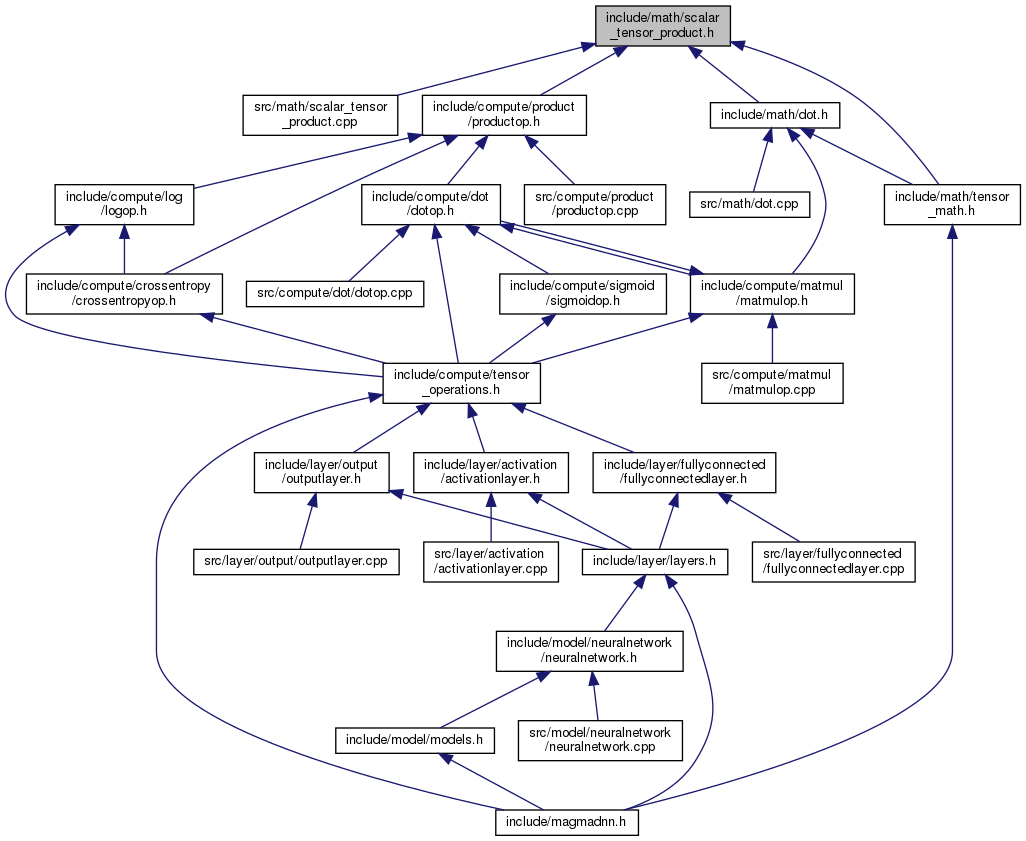 include/math/scalar
_tensor_product.h
src/math/scalar_tensor
_product.cpp
include/compute/product
/productop.h
include/math/dot.h
include/compute/log
/logop.h
include/compute/dot
/dotop.h
src/compute/product
/productop.cpp
src/math/dot.cpp
include/math/tensor
_math.h
include/compute/crossentropy
/crossentropyop.h
src/compute/dot/dotop.cpp
include/compute/sigmoid
/sigmoidop.h
include/compute/matmul
/matmulop.h
include/compute/tensor
_operations.h
src/compute/matmul
/matmulop.cpp
include/layer/output
/outputlayer.h
include/layer/activation
/activationlayer.h
include/layer/fullyconnected
/fullyconnectedlayer.h
src/layer/output/outputlayer.cpp
src/layer/activation
/activationlayer.cpp
include/layer/layers.h
src/layer/fullyconnected
/fullyconnectedlayer.cpp
include/model/neuralnetwork
/neuralnetwork.h
include/model/models.h
src/model/neuralnetwork
/neuralnetwork.cpp
include/magmadnn.h